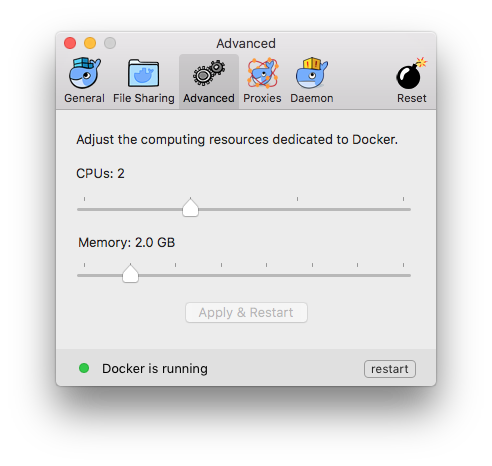 Advanced
General File Sharing Advanced Proxies Daemon Reset
Adjust the computing resources dedicated to Docker.
CPUs: 2
Memory: 2.0 GB
Apply & Restart
Docker is running restart